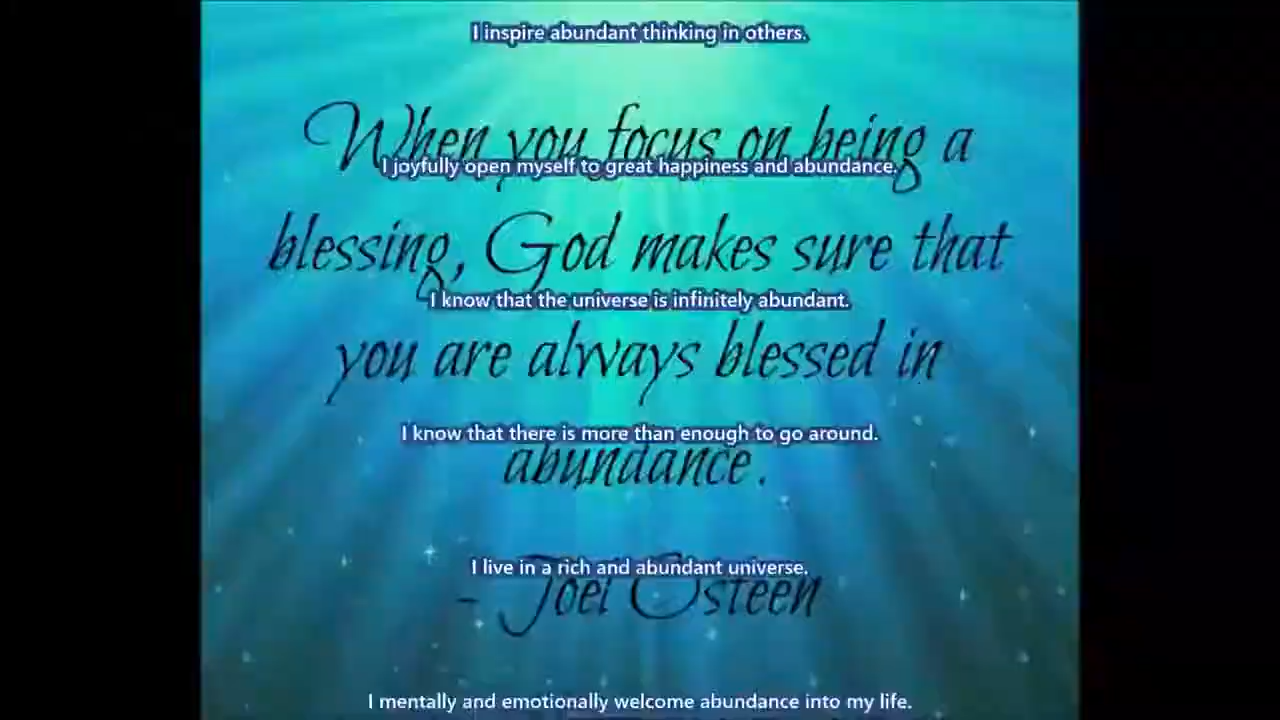 I inspire abundant thinking in others.
When you focus on being a
I joyfully open myself to great happiness and abundance.
blessing, God makes sure that
I know that the universe is infinitely abundant.
you are always blessed in
I know that there is more than enough to go around.
abundance.
I live in a rich and abundant universe.
- Joel Osteen
I mentally and emotionally welcome abundance into my life.